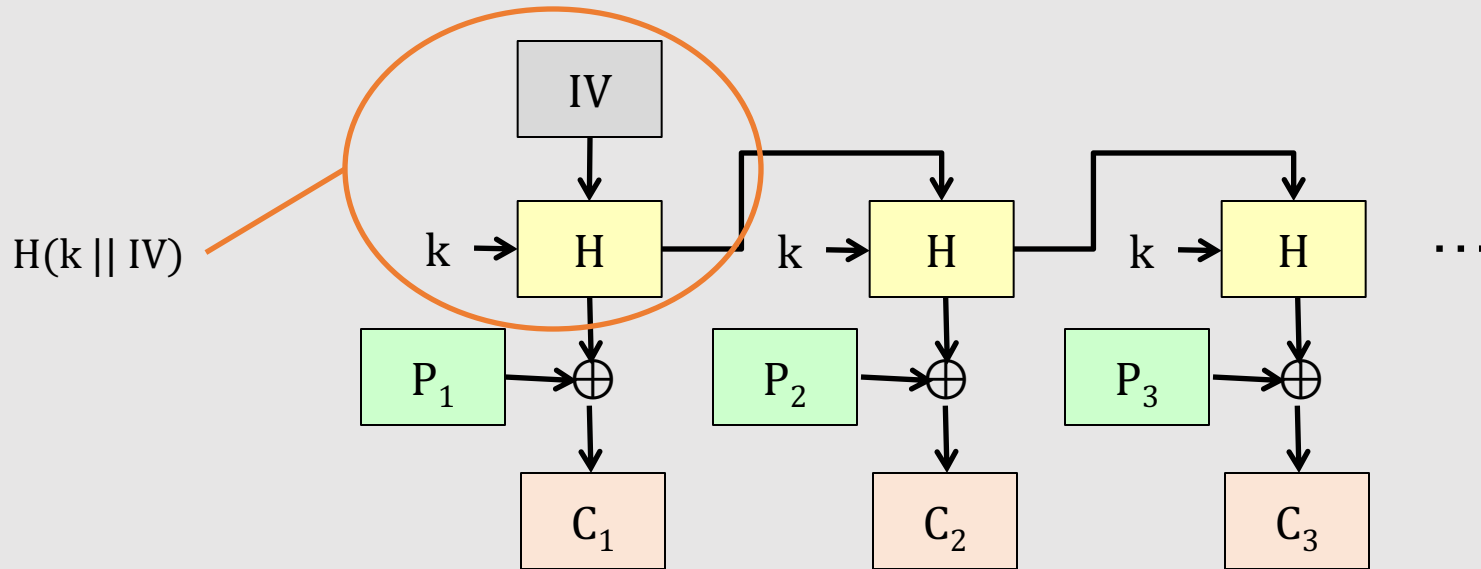 IV
H(k || IV)
k H k H k H ...
P₁ P₂ P₃
C₁ C₂ C₃